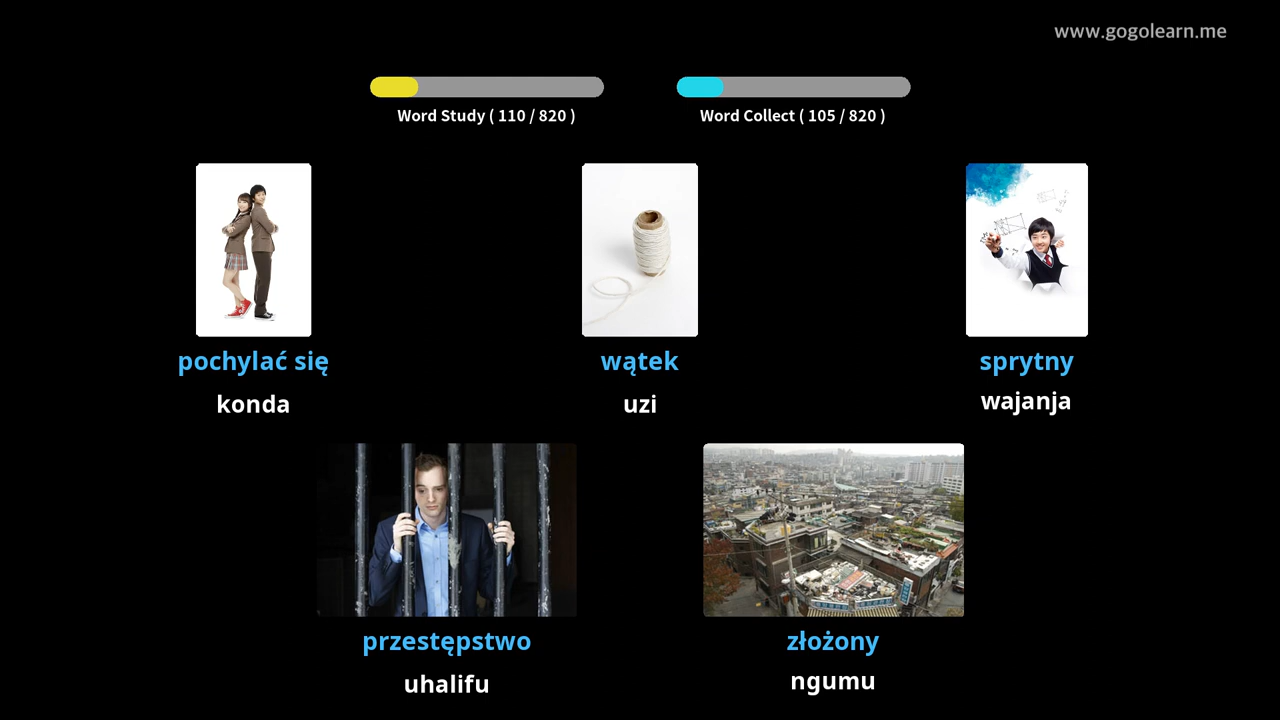 www.gogolearn.me
Word Study ( 110 / 820 )
Word Collect ( 105 / 820 )
pochylać się
konda
wątek
uzi
sprytny
wajanja
przestępstwo
uhalifu
złożony
ngumu